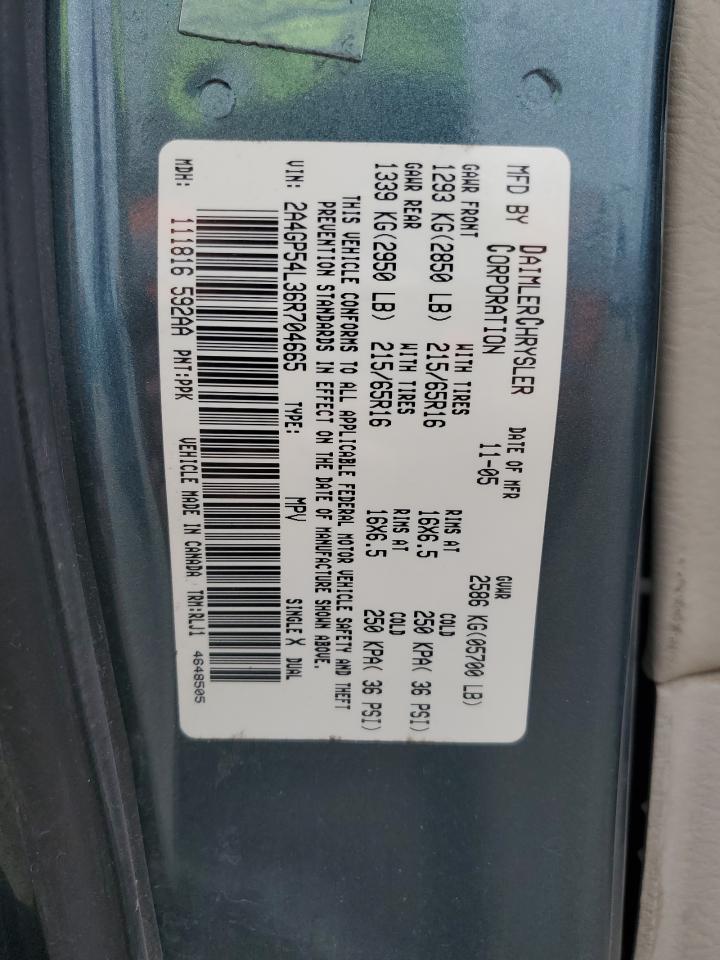 MFD BY DAIMLERCHRYSLER CORPORATION
DATE OF MFR 11-05
GVWR 2586 KG(05700 LB)
GAWR FRONT WITH TIRES RIMS AT COLD
1293 KG(2850 LB) 215/65R16 16X6.5 250 KPA( 36 PSI)
GAWR REAR WITH TIRES RIMS AT COLD
1339 KG(2950 LB) 215/65R16 16X6.5 250 KPA( 36 PSI)
THIS VEHICLE CONFORMS TO ALL APPLICABLE FEDERAL MOTOR VEHICLE SAFETY AND THEFT
PREVENTION STANDARDS IN EFFECT ON THE DATE OF MANUFACTURE SHOWN ABOVE.
VIN: 2A4GP54L36R704665 TYPE: MPV SINGLE X DUAL
MDH: 111816 592AA PNT:PPK VEHICLE MADE IN CANADA TRM:RLJ1 4648505